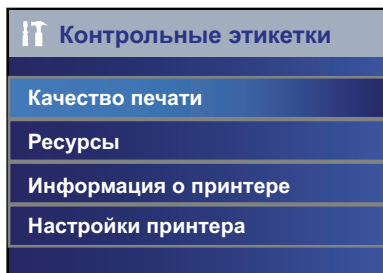 Контрольные этикетки
Качество печати
Ресурсы
Информация о принтере
Настройки принтера